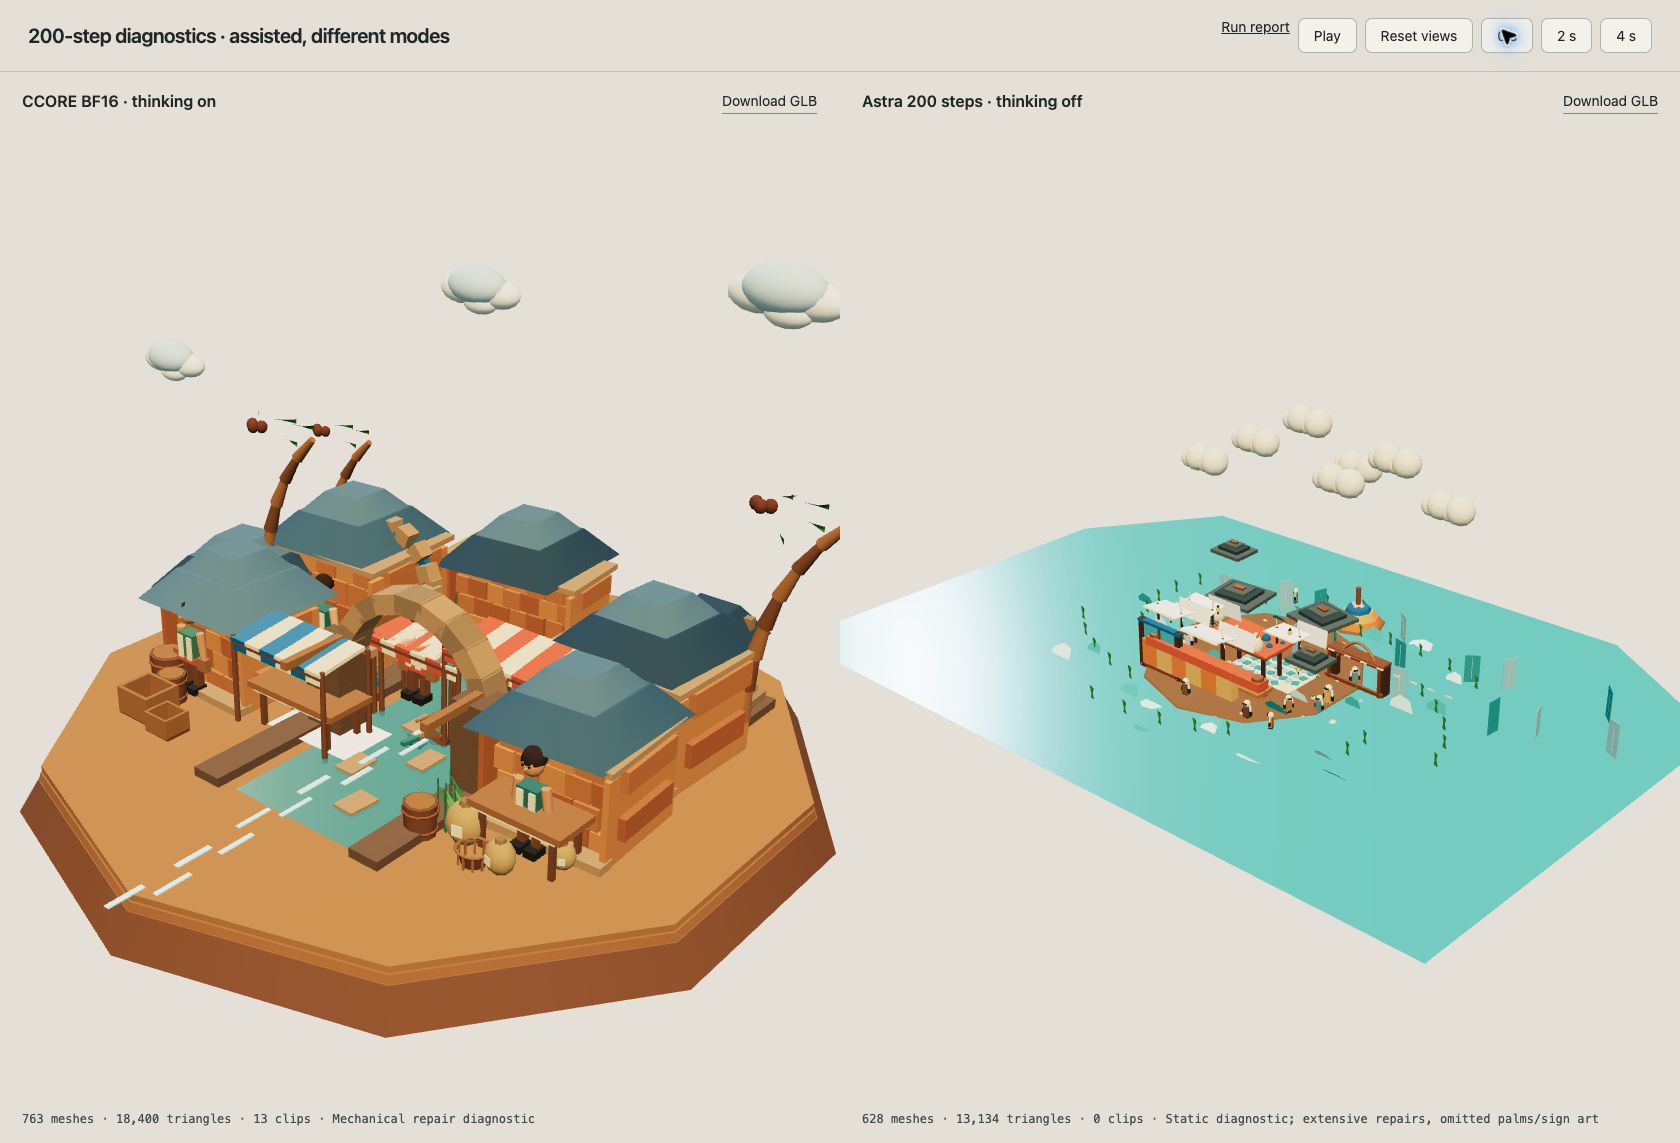 200-step diagnostics · assisted, different modes
Run report
Play
Reset views
2 s
4 s
CCORE BF16 · thinking on
Download GLB
Astra 200 steps · thinking off
Download GLB
763 meshes · 18,400 triangles · 13 clips · Mechanical repair diagnostic
628 meshes · 13,134 triangles · 0 clips · Static diagnostic; extensive repairs, omitted palms/sign art